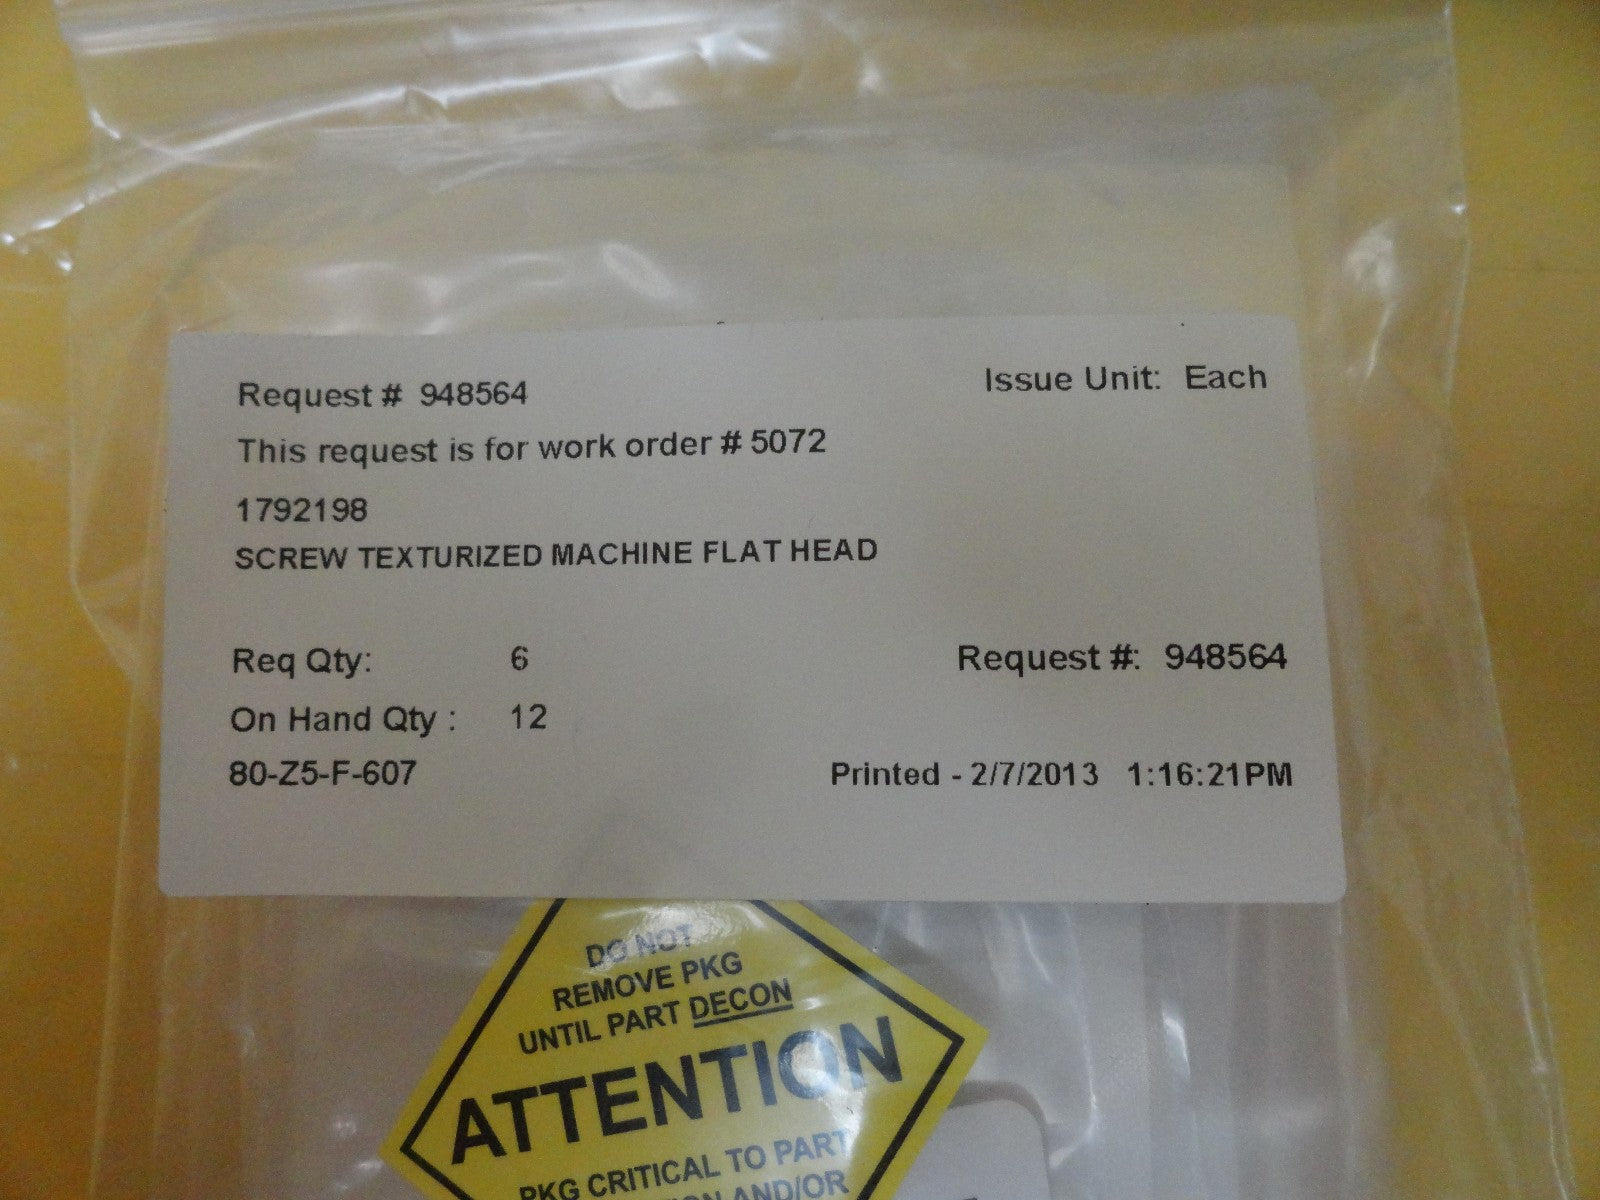 Request # 948564 Issue Unit: Each
This request is for work order # 5072
1792198
SCREW TEXTURIZED MACHINE FLAT HEAD
Req Qty: 6 Request #: 948564
On Hand Qty : 12
80-Z5-F-607 Printed - 2/7/2013 1:16:21PM
DO NOT
REMOVE PKG
UNTIL PART DECON
ATTENTION
PKG CRITICAL TO PART
AND/OR